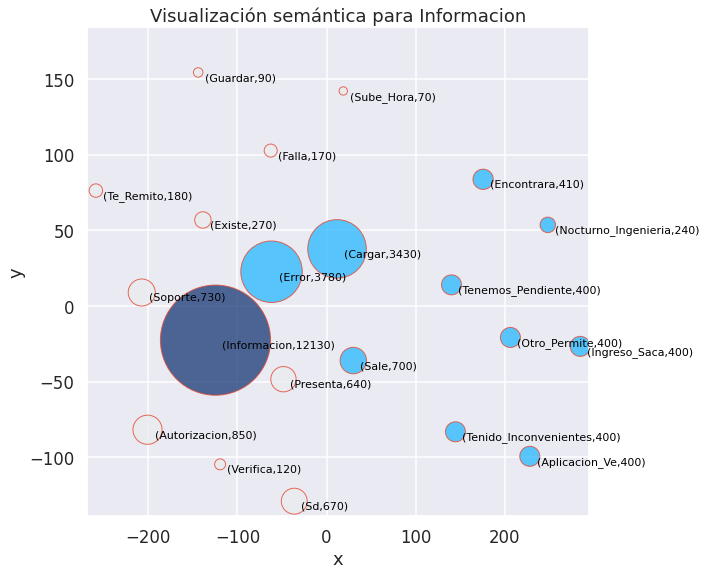 Visualización semántica para Informacion
y
150
100
50
0
−50
−100
(Guardar,90)
(Sube_Hora,70)
(Falla,170)
(Encontrara,410)
(Te_Remito,180)
(Existe,270)
(Nocturno_Ingenieria,240)
(Cargar,3430)
(Error,3780)
(Tenemos_Pendiente,400)
(Soporte,730)
(Informacion,12130)
(Otro_Permite,400)
(Ingreso_Saca,400)
(Sale,700)
(Presenta,640)
(Autorizacion,850)
(Tenido_Inconvenientes,400)
(Aplicacion_Ve,400)
(Verifica,120)
(Sd,670)
−200 −100 0 100 200
x